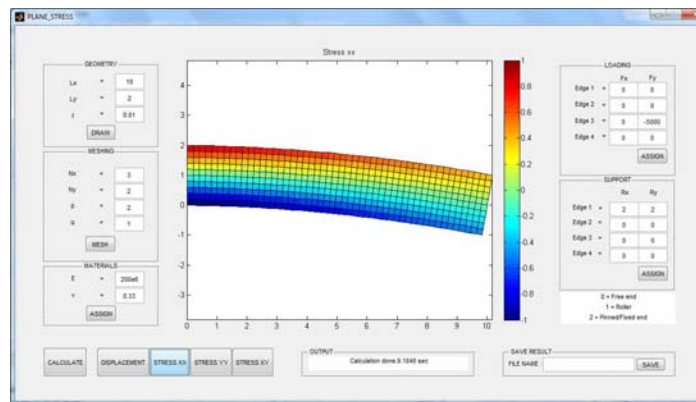 PLANE_STRESS
GEOMETRY
Lx = 10
Ly = 2
t = 0.01
DRAW
MESHING
Nx = 3
Ny = 2
p = 2
q = 1
MESH
MATERIALS
E = 200e6
v = 0.33
ASSIGN
Stress xx
4
3
2
1
0
-1
-2
-3
0 1 2 3 4 5 6 7 8 9 10
1
0.8
0.6
0.4
0.2
0
-0.2
-0.4
-0.6
-0.8
-1
LOADING
Fx Fy
Edge 1 = 0 0
Edge 2 = 0 0
Edge 3 = 0 -5000
Edge 4 = 0 0
ASSIGN
SUPPORT
Rx Ry
Edge 1 = 2 2
Edge 2 = 0 0
Edge 3 = 0 0
Edge 4 = 0 0
ASSIGN
0 = Free end
1 = Roller
2 = Pinned/Fixed end
CALCULATE DISPLACEMENT STRESS XX STRESS YY STRESS XY
OUTPUT
Calculation done sec
SAVE RESULT
FILE NAME : SAVE